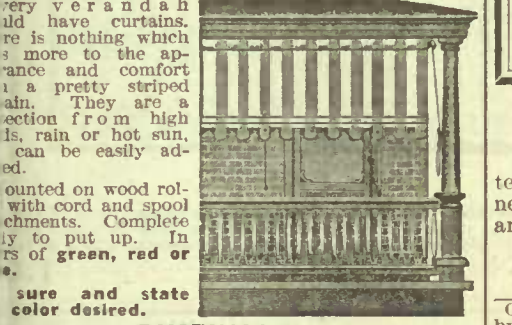 ery verandah
uld have curtains.
re is nothing which
s more to the ap-
rance and comfort
a pretty striped
ain. They are a
ection from high
ls, rain or hot sun,
can be easily ad-
ed.
ounted on wood rol-
with cord and spool
chments. Complete
y to put up. In
rs of green, red or
e.
sure and state
color desired.
te
ne
an